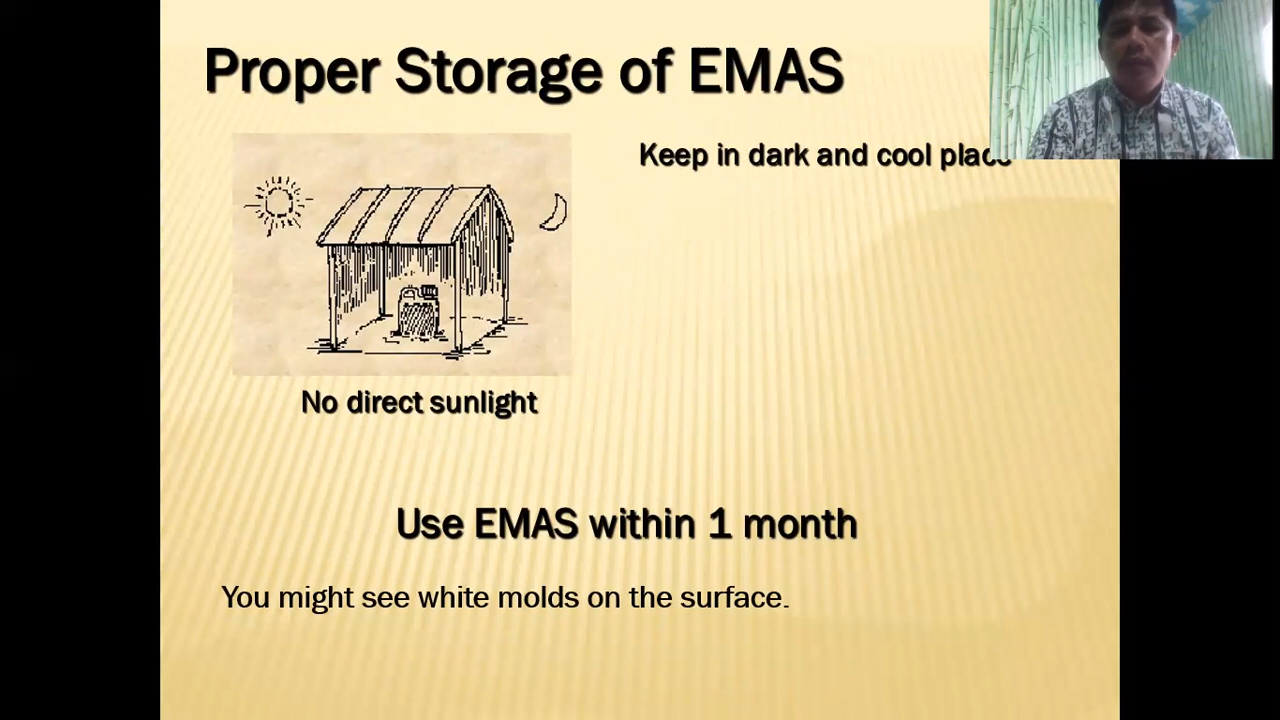 Proper Storage of EMAS
Keep in dark and cool place
No direct sunlight
Use EMAS within 1 month
You might see white molds on the surface.